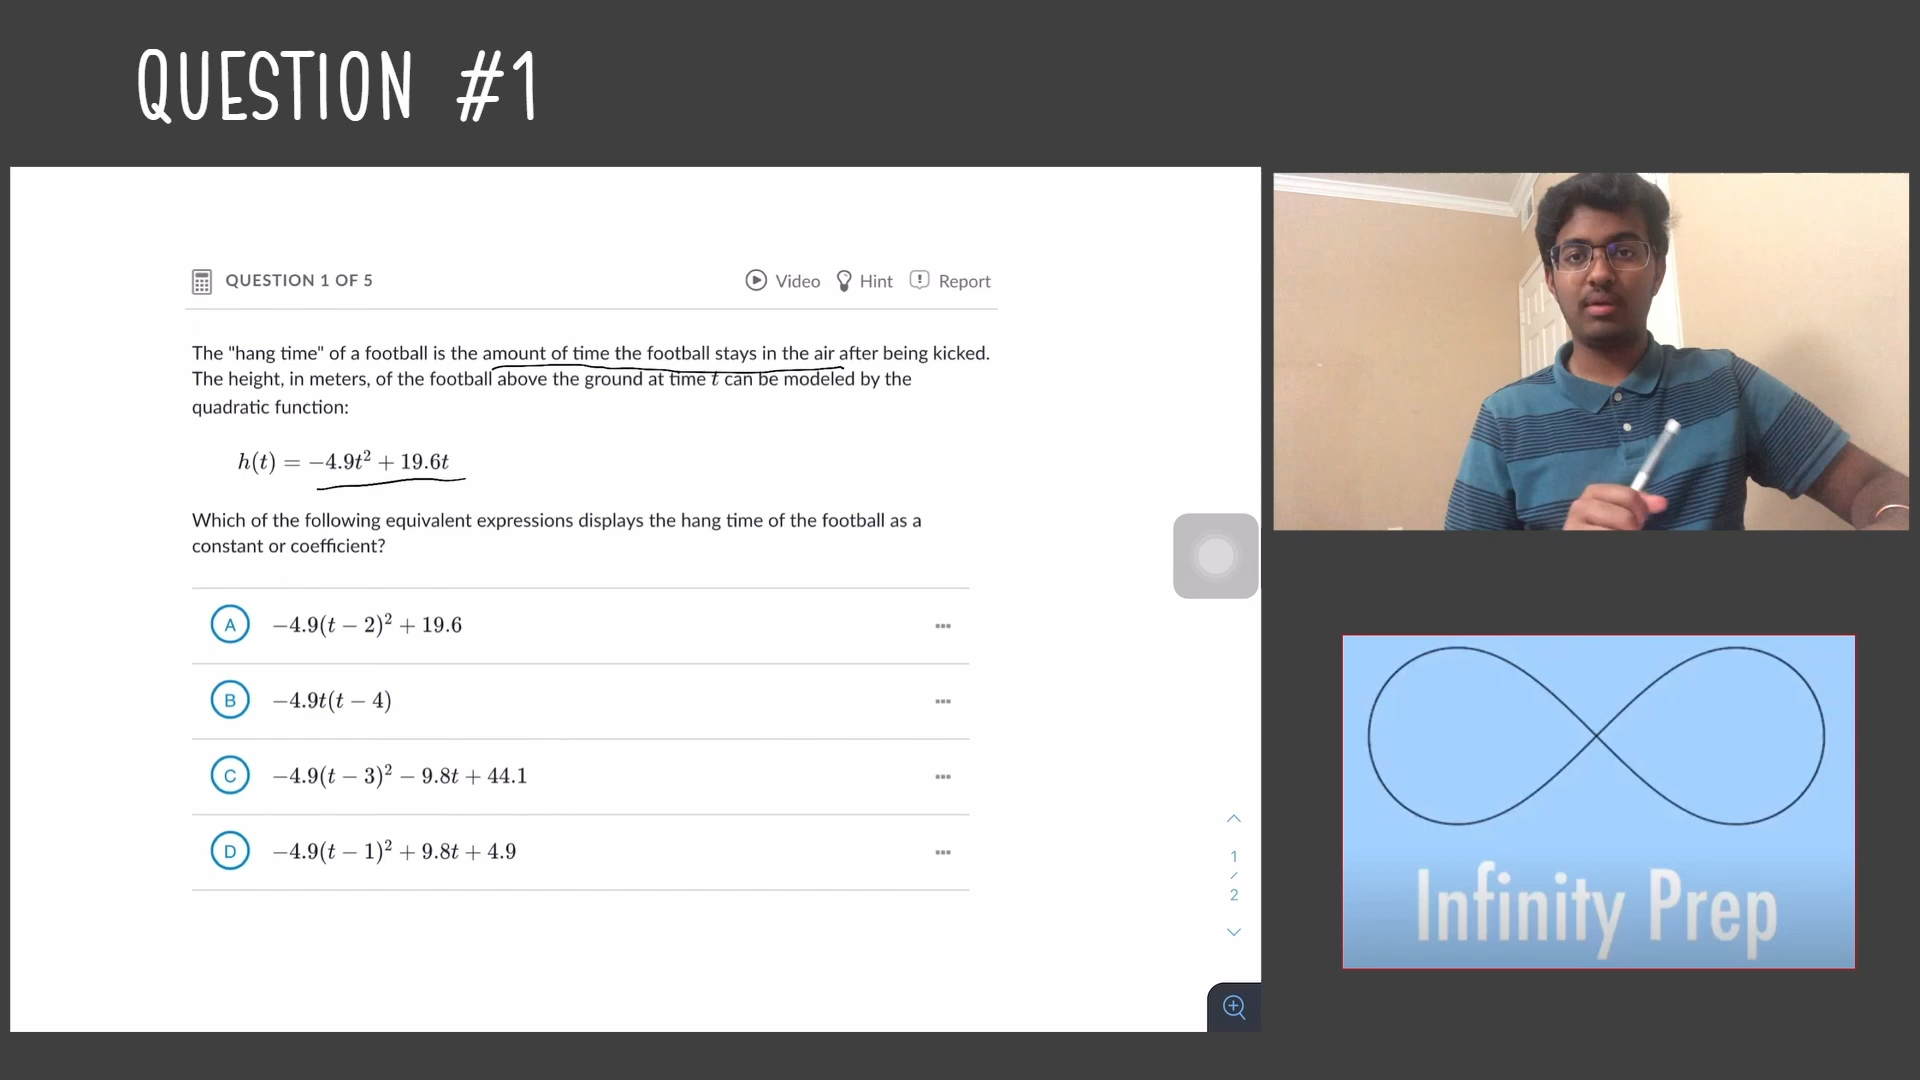 QUESTION #1
QUESTION 1 OF 5
Video
Hint
Report
The "hang time" of a football is the amount of time the football stays in the air after being kicked.
The height, in meters, of the football above the ground at time t can be modeled by the
quadratic function:
h(t) = −4.9t² + 19.6t
Which of the following equivalent expressions displays the hang time of the football as a
constant or coefficient?
A −4.9(t − 2)² + 19.6
B −4.9t(t − 4)
C −4.9(t − 3)² − 9.8t + 44.1
D −4.9(t − 1)² + 9.8t + 4.9
1
/
2
Infinity Prep